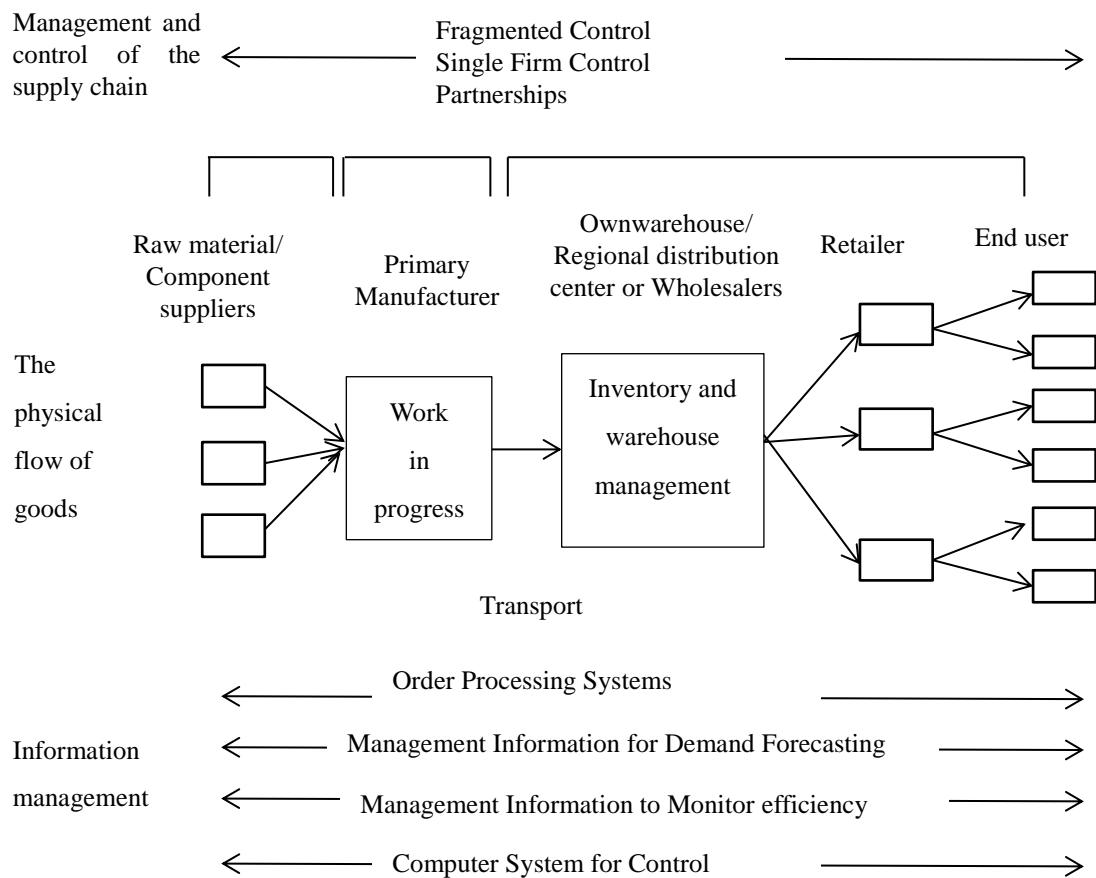 Management and
control of the
supply chain
Fragmented Control
Single Firm Control
Partnerships
Raw material/
Component
suppliers
Primary
Manufacturer
Ownwarehouse/
Regional distribution
center or Wholesalers
Retailer
End user
The
physical
flow of
goods
Work
in
progress
Inventory and
warehouse
management
Transport
Order Processing Systems
Information
management
Management Information for Demand Forecasting
Management Information to Monitor efficiency
Computer System for Control